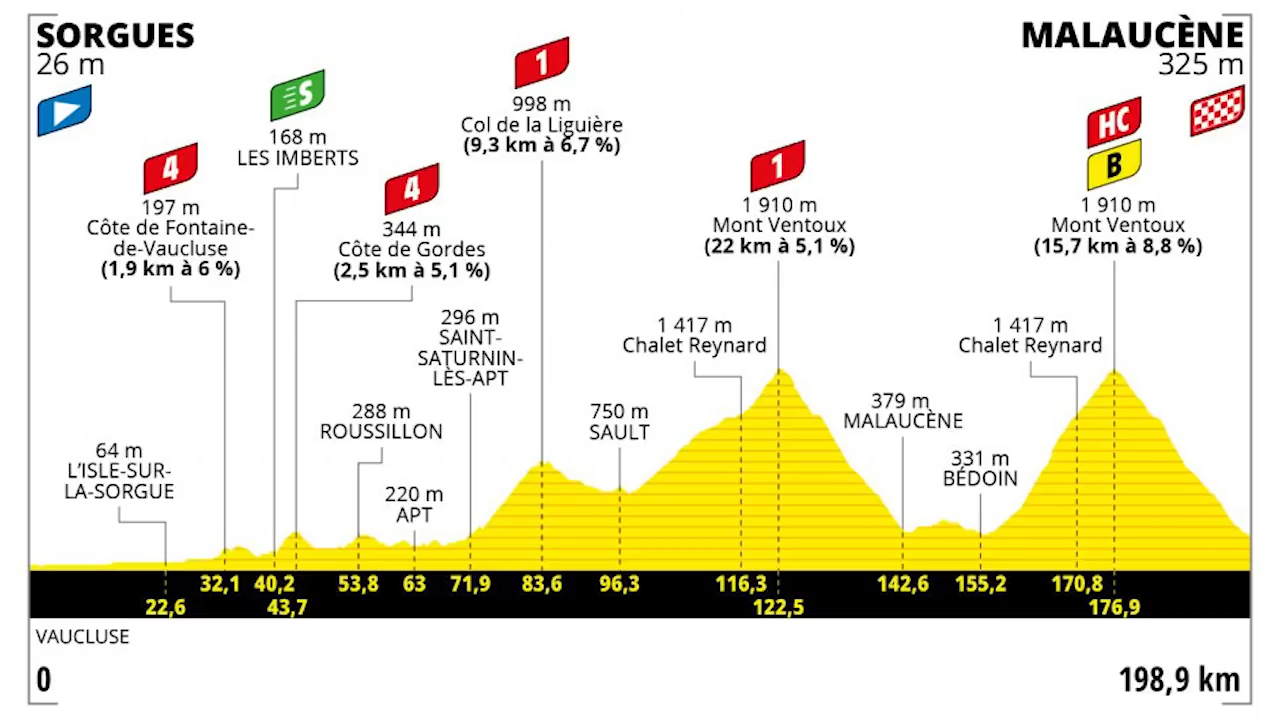 SORGUES
26 m
MALAUCÈNE
325 m
1
998 m
Col de la Liguière
(9,3 km à 6,7 %)
S
168 m
LES IMBERTS
HC
B
4
197 m
Côte de Fontaine-
de-Vaucluse
(1,9 km à 6 %)
4
344 m
Côte de Gordes
(2,5 km à 5,1 %)
1
1 910 m
Mont Ventoux
(22 km à 5,1 %)
1 910 m
Mont Ventoux
(15,7 km à 8,8 %)
296 m
SAINT-
SATURNIN-
LÈS-APT
1 417 m
Chalet Reynard
1 417 m
Chalet Reynard
64 m
L'ISLE-SUR-
LA-SORGUE
288 m
ROUSSILLON
220 m
APT
750 m
SAULT
379 m
MALAUCÈNE
331 m
BÉDOIN
32,1 40,2 53,8 63 71,9 83,6 96,3 116,3 142,6 155,2 170,8
22,6 43,7 122,5 176,9
VAUCLUSE
0
198,9 km